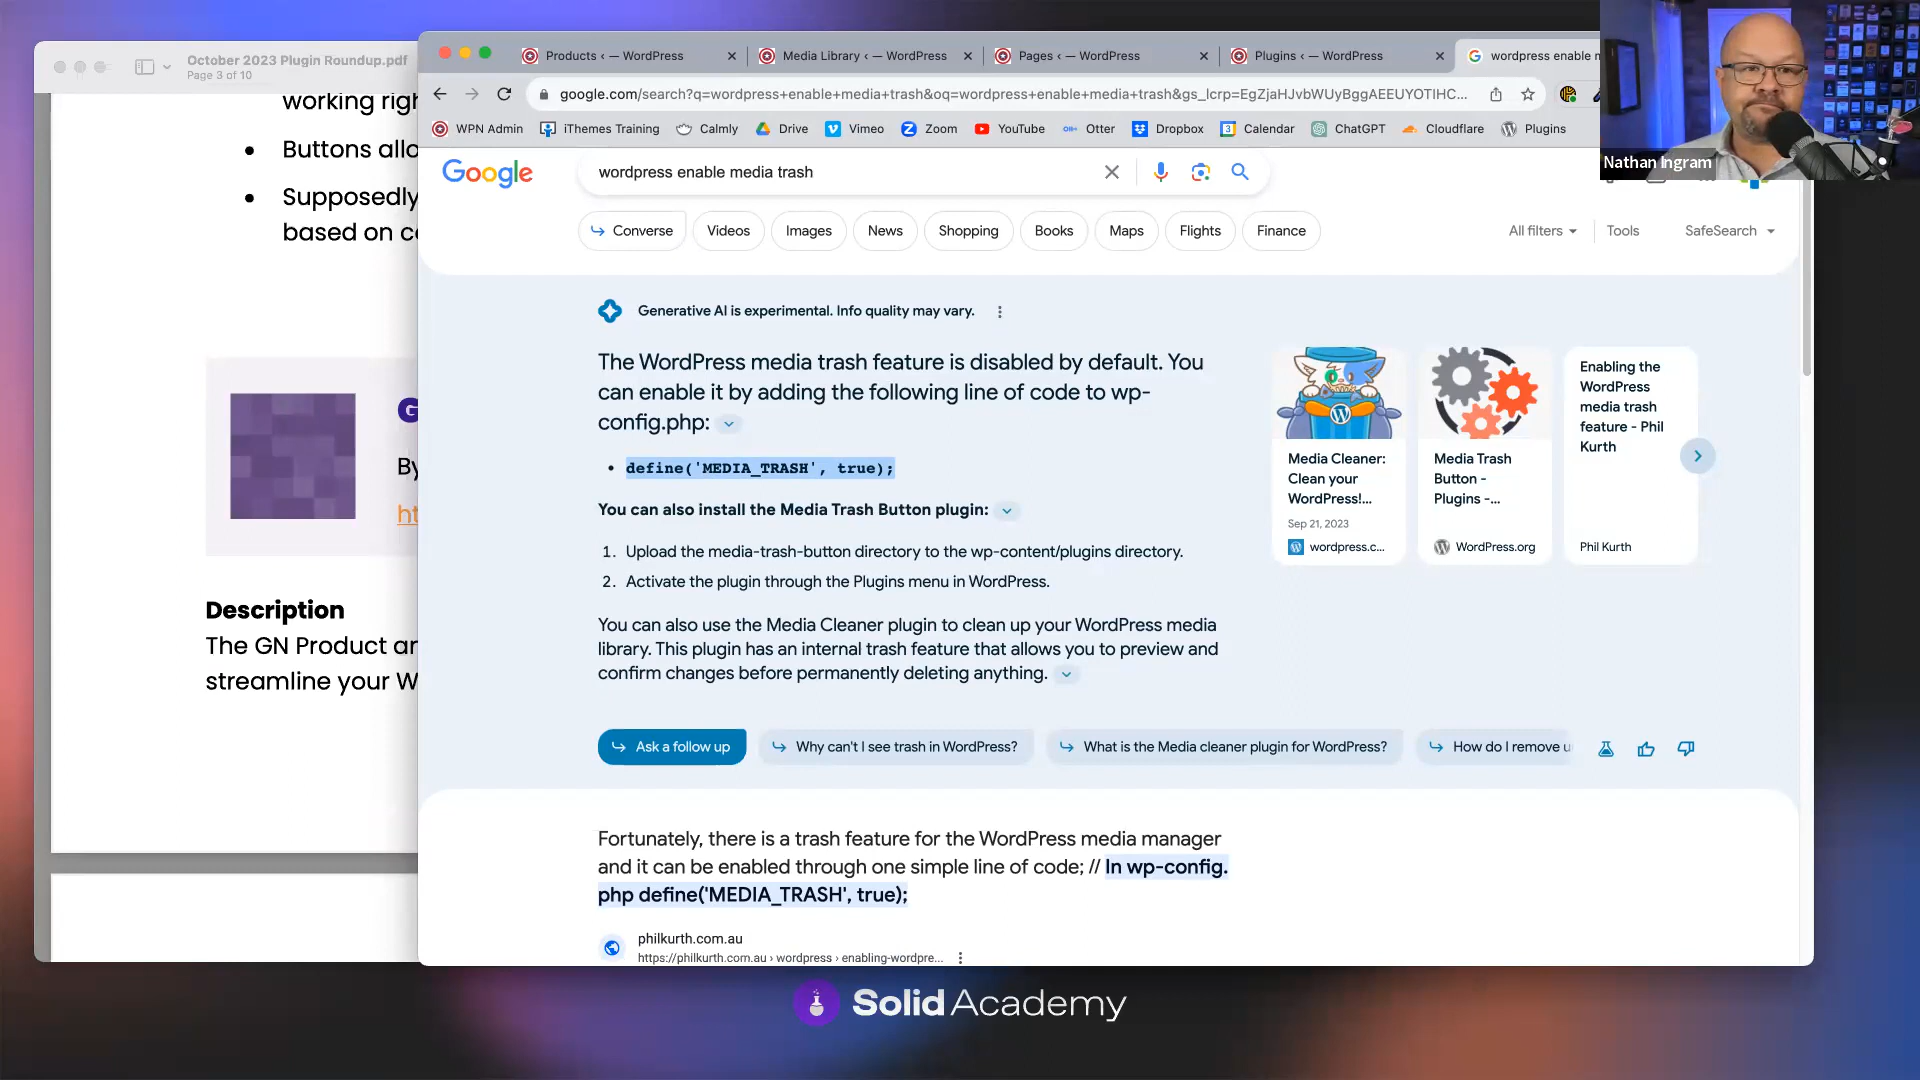 October 2023 Plugin Roundup.pdf
Page 3 of 10
working righ
Buttons allo
Supposedly
based on co
By
ht
Description
The GN Product an
streamline your W
Products ‹ — WordPress
Media Library ‹ — WordPress
Pages ‹ — WordPress
Plugins ‹ — WordPress
wordpress enable m
google.com/search?q=wordpress+enable+media+trash&oq=wordpress+enable+media+trash&gs_lcrp=EgZjaHJvbWUyBggAEEUYOTIHC...
WPN Admin
iThemes Training
Calmly
Drive
Vimeo
Zoom
YouTube
Otter
Dropbox
Calendar
ChatGPT
Cloudflare
Plugins
Nathan Ingram
Google
wordpress enable media trash
Converse
Videos
Images
News
Shopping
Books
Maps
Flights
Finance
All filters
Tools
SafeSearch
Generative AI is experimental. Info quality may vary.
The WordPress media trash feature is disabled by default. You
can enable it by adding the following line of code to wp-
config.php:
define('MEDIA_TRASH', true);
You can also install the Media Trash Button plugin:
1. Upload the media-trash-button directory to the wp-content/plugins directory.
2. Activate the plugin through the Plugins menu in WordPress.
You can also use the Media Cleaner plugin to clean up your WordPress media
library. This plugin has an internal trash feature that allows you to preview and
confirm changes before permanently deleting anything.
Media Cleaner:
Clean your
WordPress!...
Sep 21, 2023
wordpress.c...
Media Trash
Button -
Plugins -...
WordPress.org
Enabling the
WordPress
media trash
feature - Phil
Kurth
Phil Kurth
Ask a follow up
Why can't I see trash in WordPress?
What is the Media cleaner plugin for WordPress?
How do I remove u
Fortunately, there is a trash feature for the WordPress media manager
and it can be enabled through one simple line of code; // In wp-config.
php define('MEDIA_TRASH', true);
philkurth.com.au
https://philkurth.com.au › wordpress › enabling-wordpre...
Solid Academy